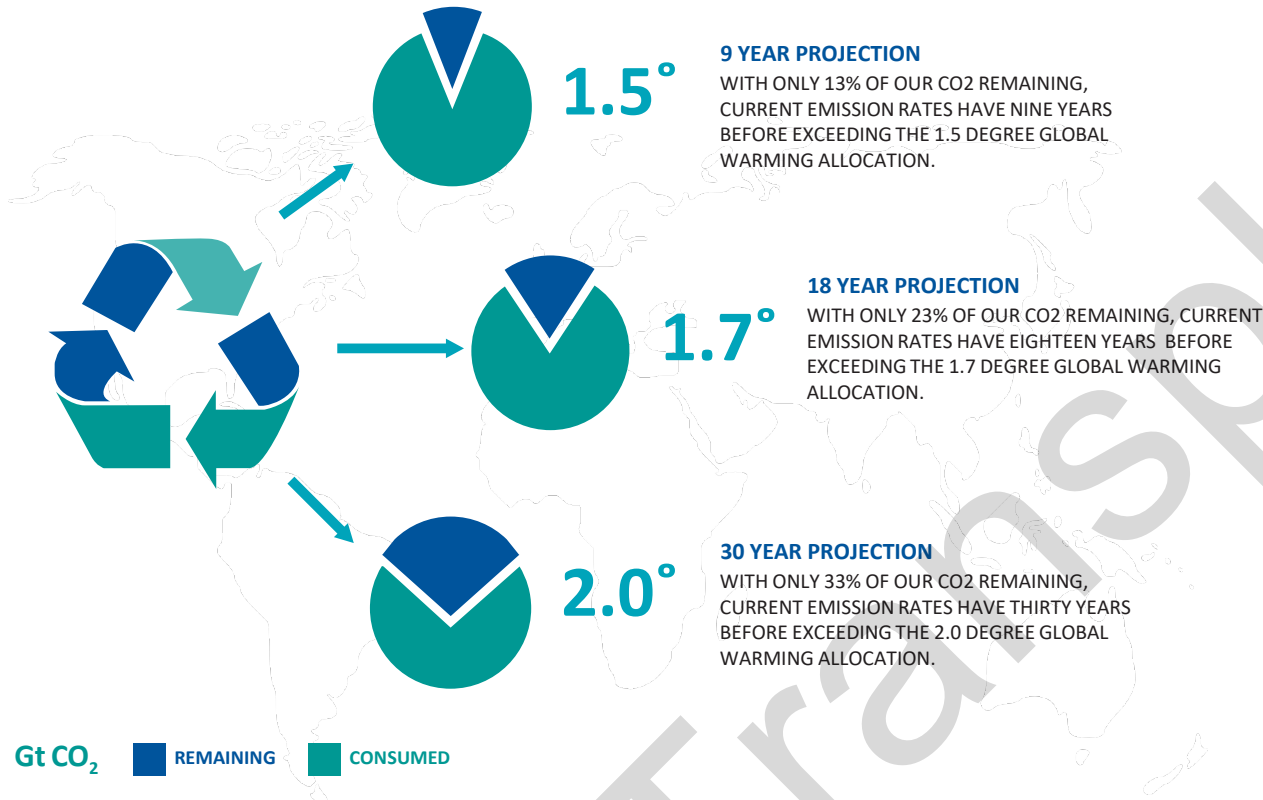 1.5°
9 YEAR PROJECTION
WITH ONLY 13% OF OUR CO2 REMAINING,
CURRENT EMISSION RATES HAVE NINE YEARS
BEFORE EXCEEDING THE 1.5 DEGREE GLOBAL
WARMING ALLOCATION.
1.7°
18 YEAR PROJECTION
WITH ONLY 23% OF OUR CO2 REMAINING, CURRENT
EMISSION RATES HAVE EIGHTEEN YEARS BEFORE
EXCEEDING THE 1.7 DEGREE GLOBAL WARMING
ALLOCATION.
2.0°
30 YEAR PROJECTION
WITH ONLY 33% OF OUR CO2 REMAINING,
CURRENT EMISSION RATES HAVE THIRTY YEARS
BEFORE EXCEEDING THE 2.0 DEGREE GLOBAL
WARMING ALLOCATION.
Gt CO₂ REMAINING CONSUMED
Transp